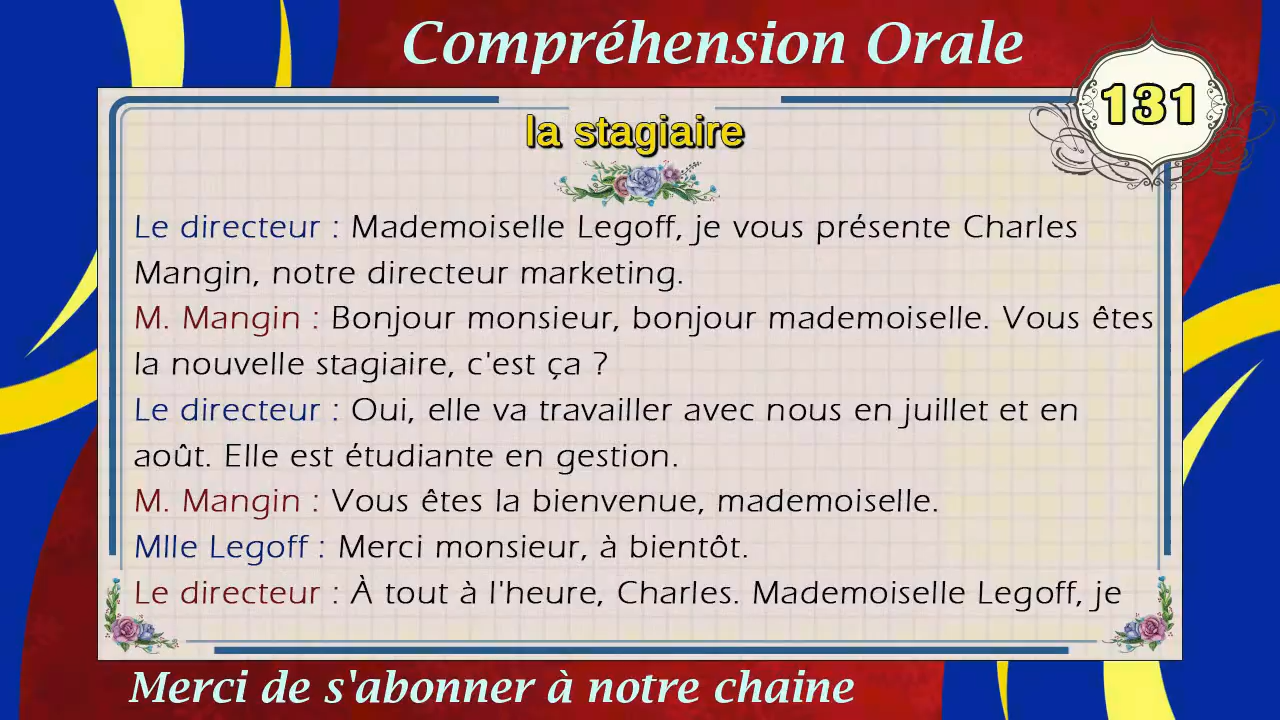 Compréhension Orale
131
la stagiaire
Le directeur : Mademoiselle Legoff, je vous présente Charles
Mangin, notre directeur marketing.
M. Mangin : Bonjour monsieur, bonjour mademoiselle. Vous êtes
la nouvelle stagiaire, c'est ça ?
Le directeur : Oui, elle va travailler avec nous en juillet et en
août. Elle est étudiante en gestion.
M. Mangin : Vous êtes la bienvenue, mademoiselle.
Mlle Legoff : Merci monsieur, à bientôt.
Le directeur : À tout à l'heure, Charles. Mademoiselle Legoff, je
Merci de s'abonner à notre chaine